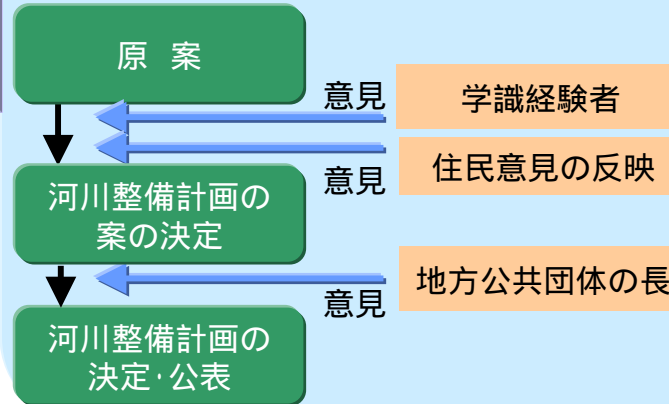 原 案
意見
学識経験者
住民意見の反映
意見
河川整備計画の
案の決定
地方公共団体の長
意見
河川整備計画の
決定・公表